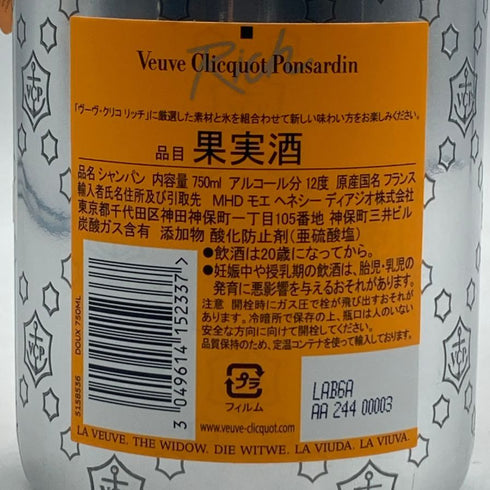 Rich
Veuve Clicquot Ponsardin
「ヴーヴ・クリコ リッチ」に厳選した素材と氷を組合わせて新しい味わい方をお楽しみください。
品目 果実酒
品名 シャンパン 内容量 750ml アルコール分 12度 原産国名 フランス
輸入者氏名住所及び引取先 MHD モエ ヘネシー ディアジオ株式会社
東京都千代田区神田神保町一丁目105番地 神保町三井ビル
炭酸ガス含有 添加物 酸化防止剤(亜硫酸塩)
●飲酒は20歳になってから。
●妊娠中や授乳期の飲酒は、胎児・乳児の
発育に悪影響を与えるおそれがあります。
注意 開栓時にガス圧で栓が飛び出すおそれが
あります。冷暗所で保存の上、瓶口は人のいない
安全な方向に向けて開栓してください。
品質保持のため、定温コンテナを使って輸入しております。
5158536 DOUX 750ML
3 049614 152337 >
プラ
フィルム
LAB6A
AA 244 00003
www.veuve-clicquot.com
LA VEUVE. THE WIDOW. DIE WITWE. LA VIUDA. LA VIUVA.
VCP
VCP
VCP
VCP